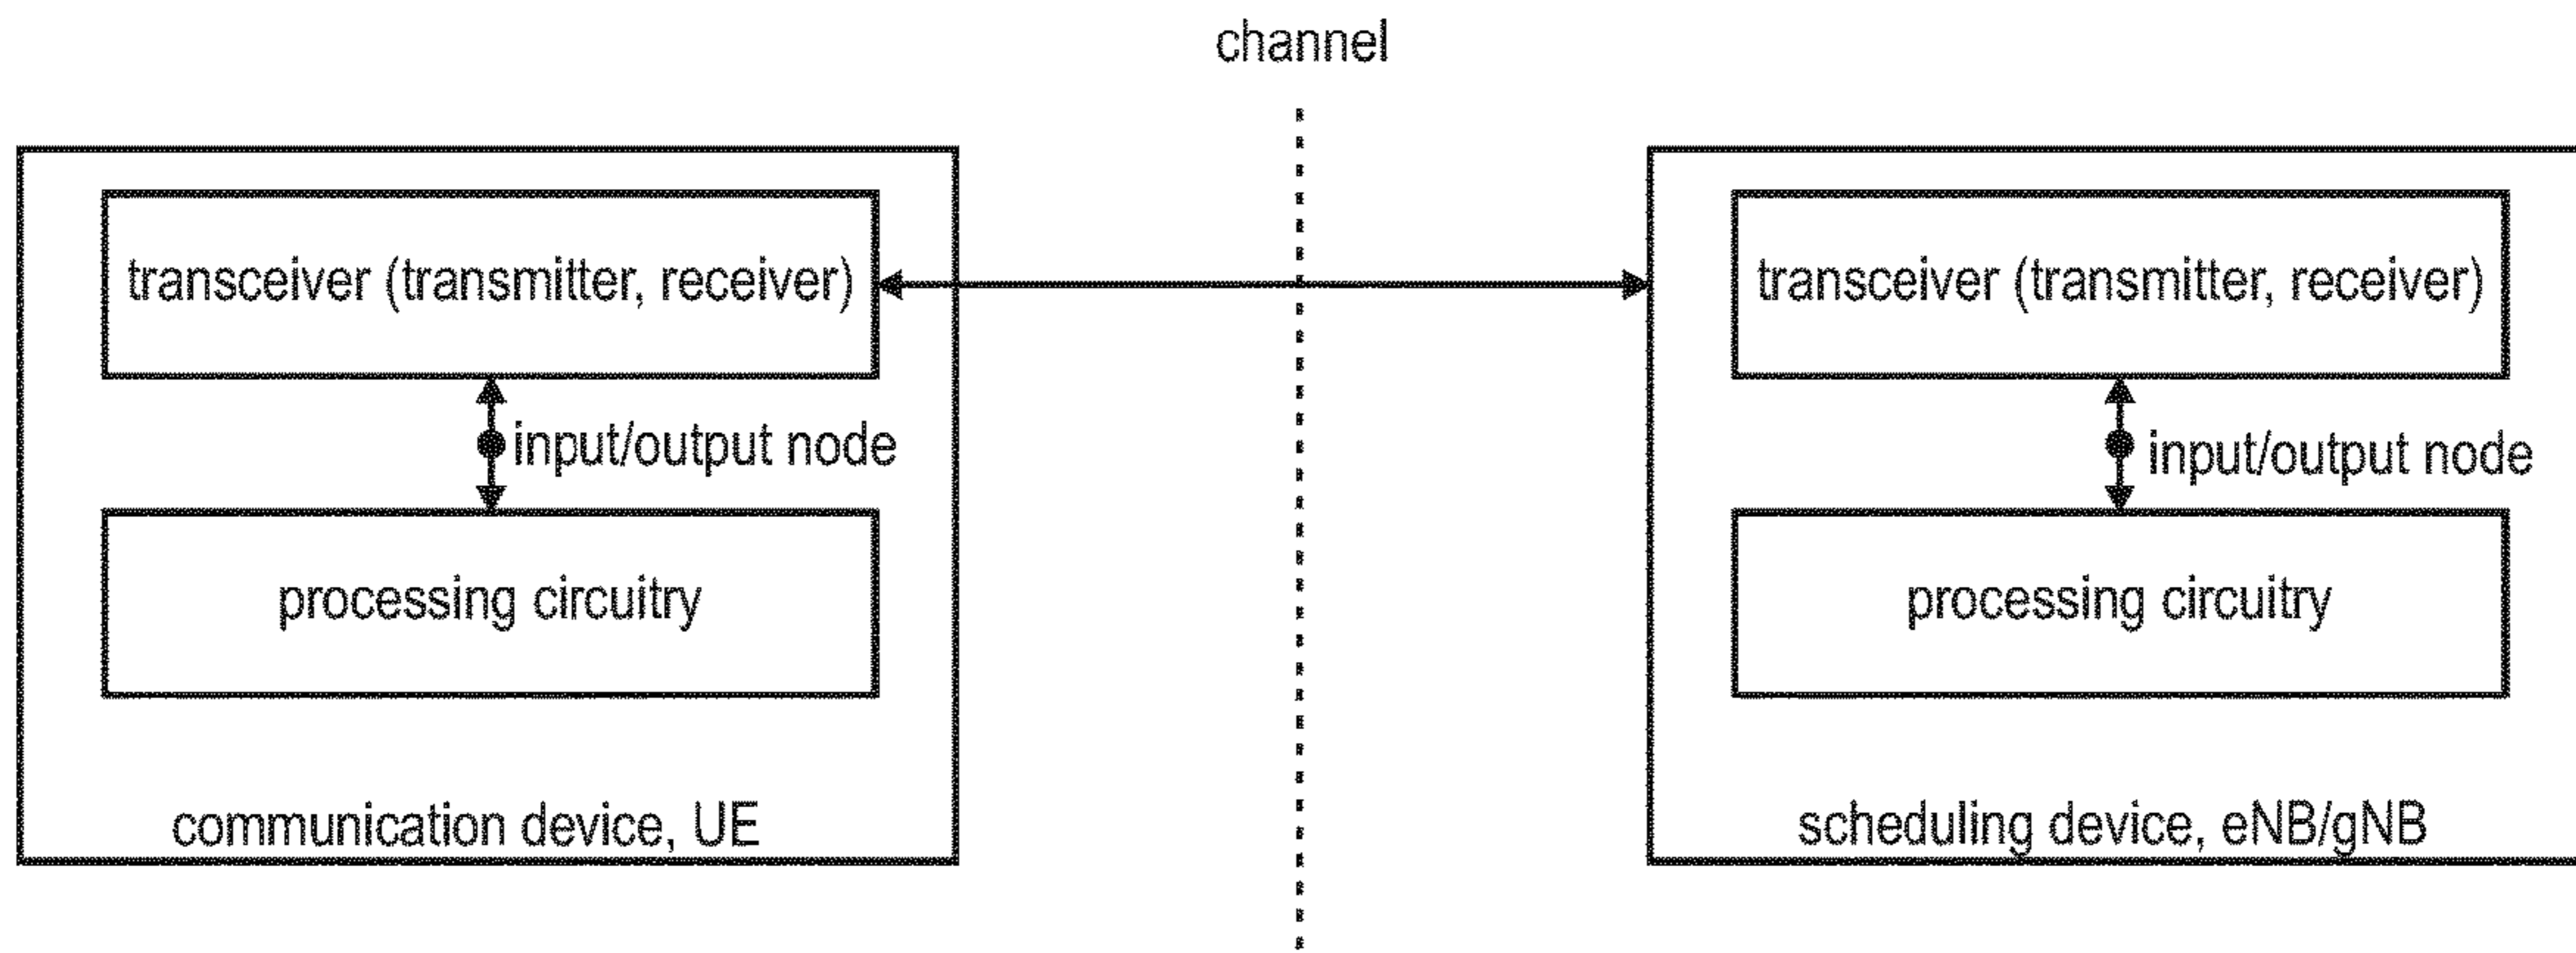 channel
transceiver (transmitter, receiver)
input/output node
processing circuitry
communication device, UE
transceiver (transmitter, receiver)
input/output node
processing circuitry
scheduling device, eNB/gNB